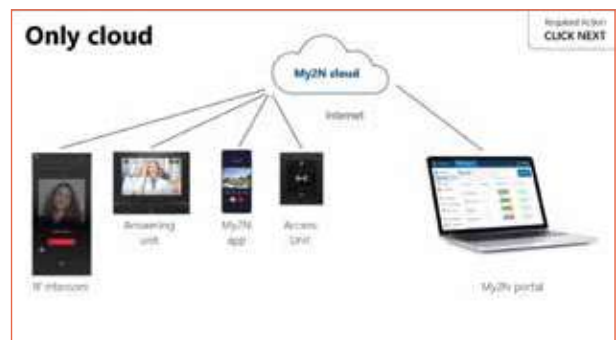 Only cloud
Required Action
CLICK NEXT
My2N cloud
Internet
Answering
unit
My2N
app
Access
Unit
IP Intercom
My2N portal